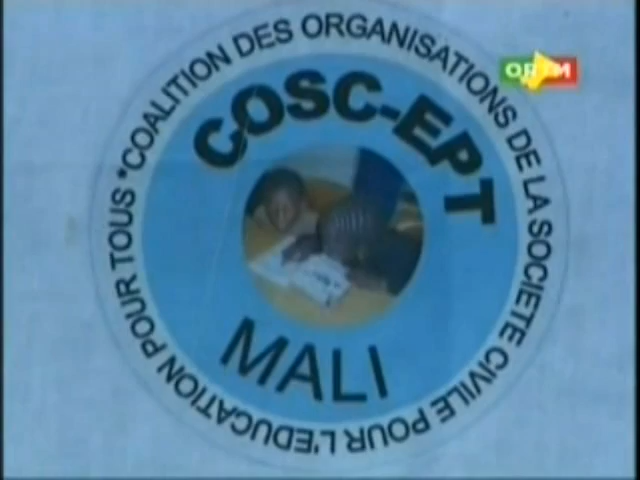 "COALITION DES ORGANISATIONS DE LA SOCIETE CIVILE POUR L'EDUCATION POUR TOUS
COSC-EPT
MALI
ORTM